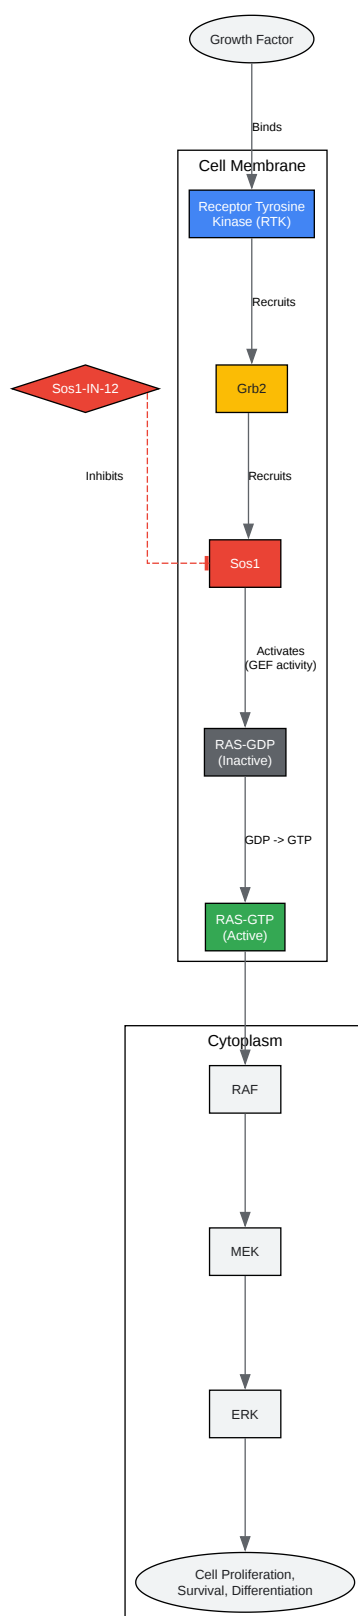 Growth Factor
Binds
Cell Membrane
Receptor Tyrosine
Kinase (RTK)
Recruits
Sos1-IN-12
Grb2
Inhibits
Recruits
Sos1
Activates
(GEF activity)
RAS-GDP
(Inactive)
GDP -> GTP
RAS-GTP
(Active)
Cytoplasm
RAF
MEK
ERK
Cell Proliferation,
Survival, Differentiation